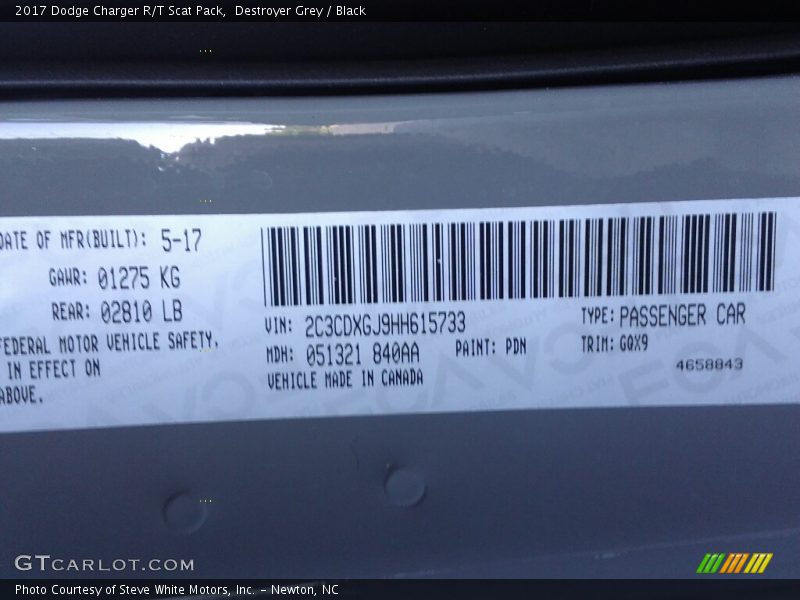 2017 Dodge Charger R/T Scat Pack,  Destroyer Grey / Black
DATE OF MFR(BUILT): 5-17
GAWR: 01275 KG
REAR: 02810 LB
FEDERAL MOTOR VEHICLE SAFETY,
IN EFFECT ON
ABOVE.
VIN: 2C3CDXGJ9HH615733
TYPE: PASSENGER CAR
MDH: 051321 840AA
PAINT: PDN
TRIM: GQX9
VEHICLE MADE IN CANADA
4658843
GTCARLOT.COM
Photo Courtesy of Steve White Motors, Inc. – Newton, NC